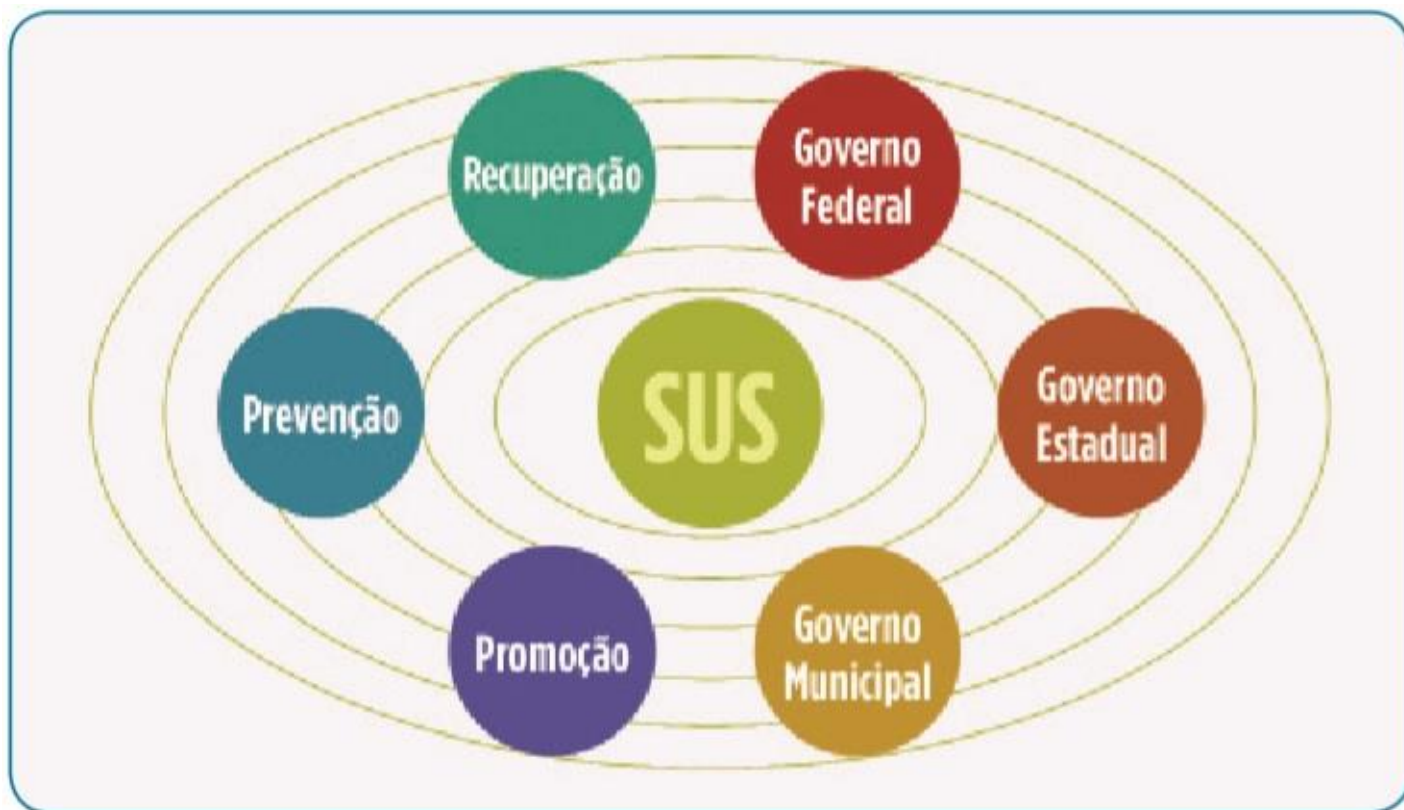 Recuperação
Governo
Federal
Prevenção
SUS
Governo
Estadual
Promoção
Governo
Municipal